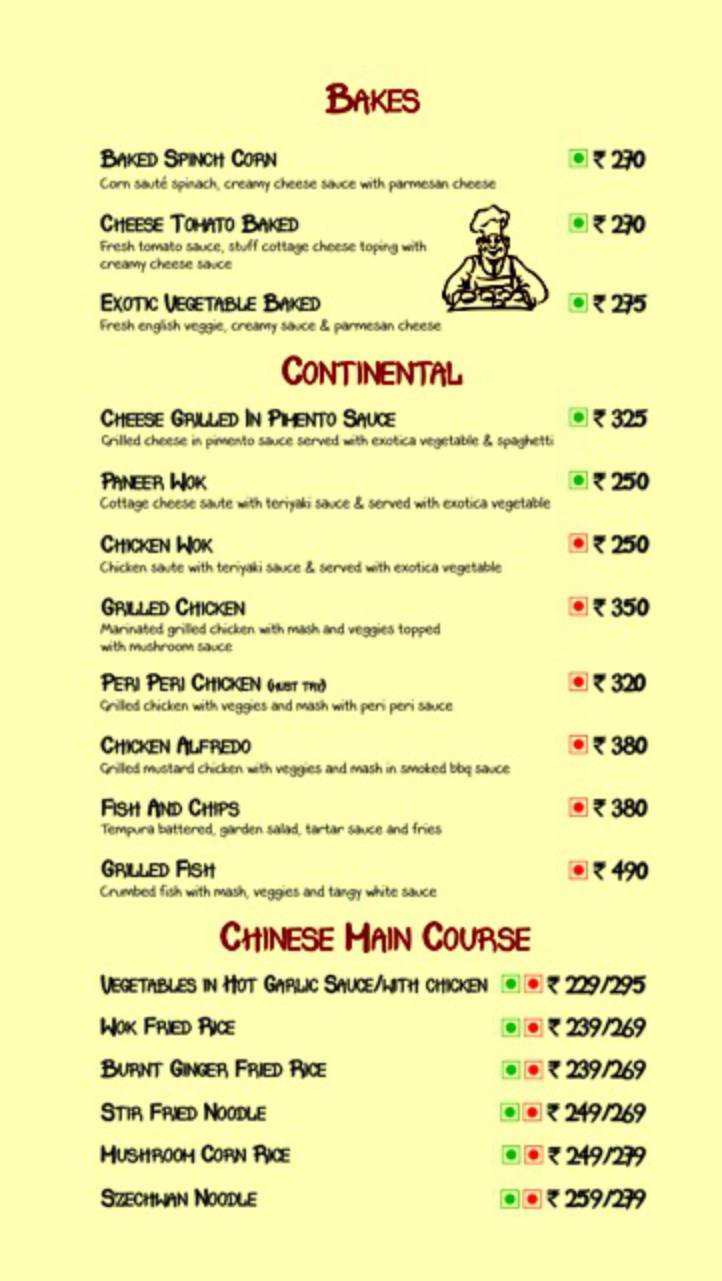 Bakes
Baked Spinch Corn ₹ 270
Corn sauté spinach, creamy cheese sauce with parmesan cheese
Cheese Tomato Baked ₹ 270
Fresh tomato sauce, stuff cottage cheese toping with
creamy cheese sauce
Exotic Vegetable Baked ₹ 275
Fresh english veggie, creamy sauce & parmesan cheese
Continental
Cheese Grilled In Pimento Sauce ₹ 325
Grilled cheese in pimento sauce served with exotica vegetable & spaghetti
Paneer Wok ₹ 250
Cottage cheese saute with teriyaki sauce & served with exotica vegetable
Chicken Wok ₹ 250
Chicken saute with teriyaki sauce & served with exotica vegetable
Grilled Chicken ₹ 350
Marinated grilled chicken with mash and veggies topped
with mushroom sauce
Peri Peri Chicken (must try) ₹ 320
Grilled chicken with veggies and mash with peri peri sauce
Chicken Alfredo ₹ 380
Grilled mustard chicken with veggies and mash in smoked bbq sauce
Fish And Chips ₹ 380
Tempura battered, garden salad, tartar sauce and fries
Grilled Fish ₹ 490
Crumbed fish with mash, veggies and tangy white sauce
Chinese Main Course
Vegetables in Hot Garlic Sauce/with chicken ₹ 229/295
Wok Fried Rice ₹ 239/269
Burnt Ginger Fried Rice ₹ 239/269
Stir Fried Noodle ₹ 249/269
Mushroom Corn Rice ₹ 249/279
Szechwan Noodle ₹ 259/279